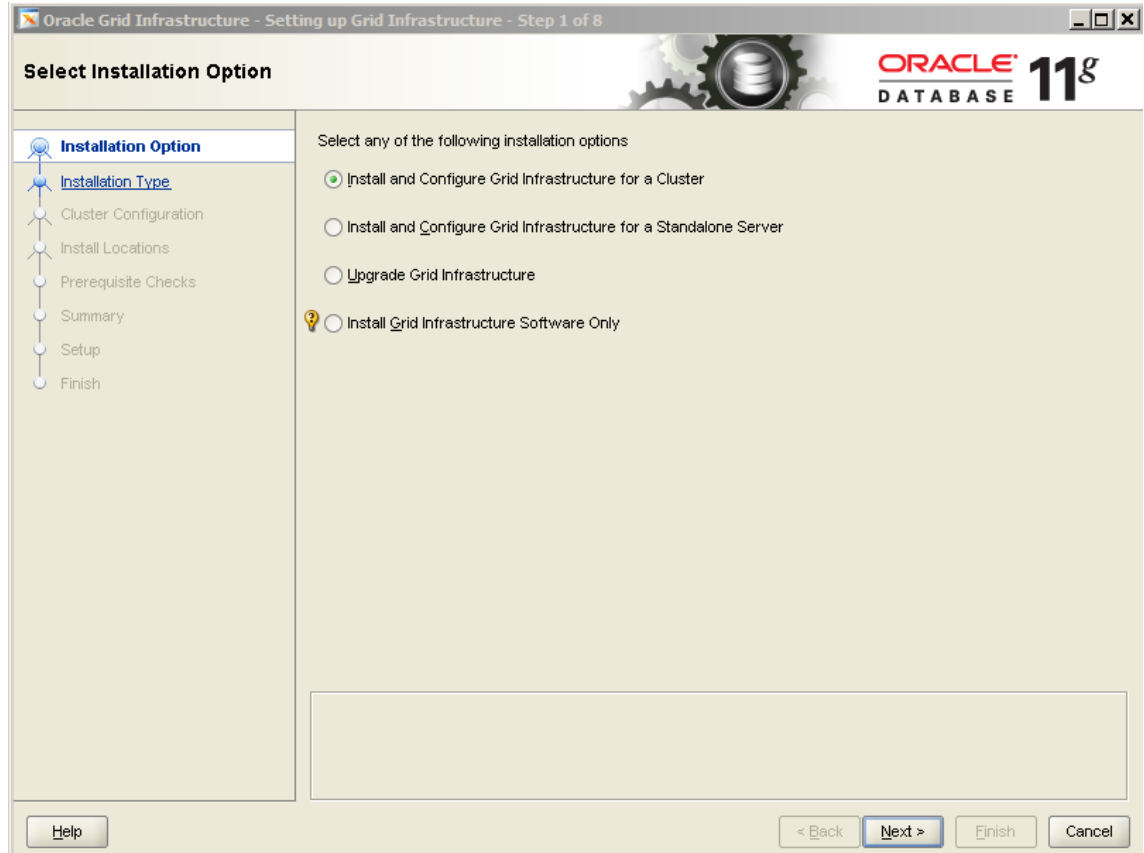 Oracle Grid Infrastructure - Setting up Grid Infrastructure - Step 1 of 8
Select Installation Option
ORACLE
DATABASE
11g
Installation Option
Installation Type
Cluster Configuration
Install Locations
Prerequisite Checks
Summary
Setup
Finish
Select any of the following installation options
Install and Configure Grid Infrastructure for a Cluster
Install and Configure Grid Infrastructure for a Standalone Server
Upgrade Grid Infrastructure
Install Grid Infrastructure Software Only
Help
< Back
Next >
Finish
Cancel